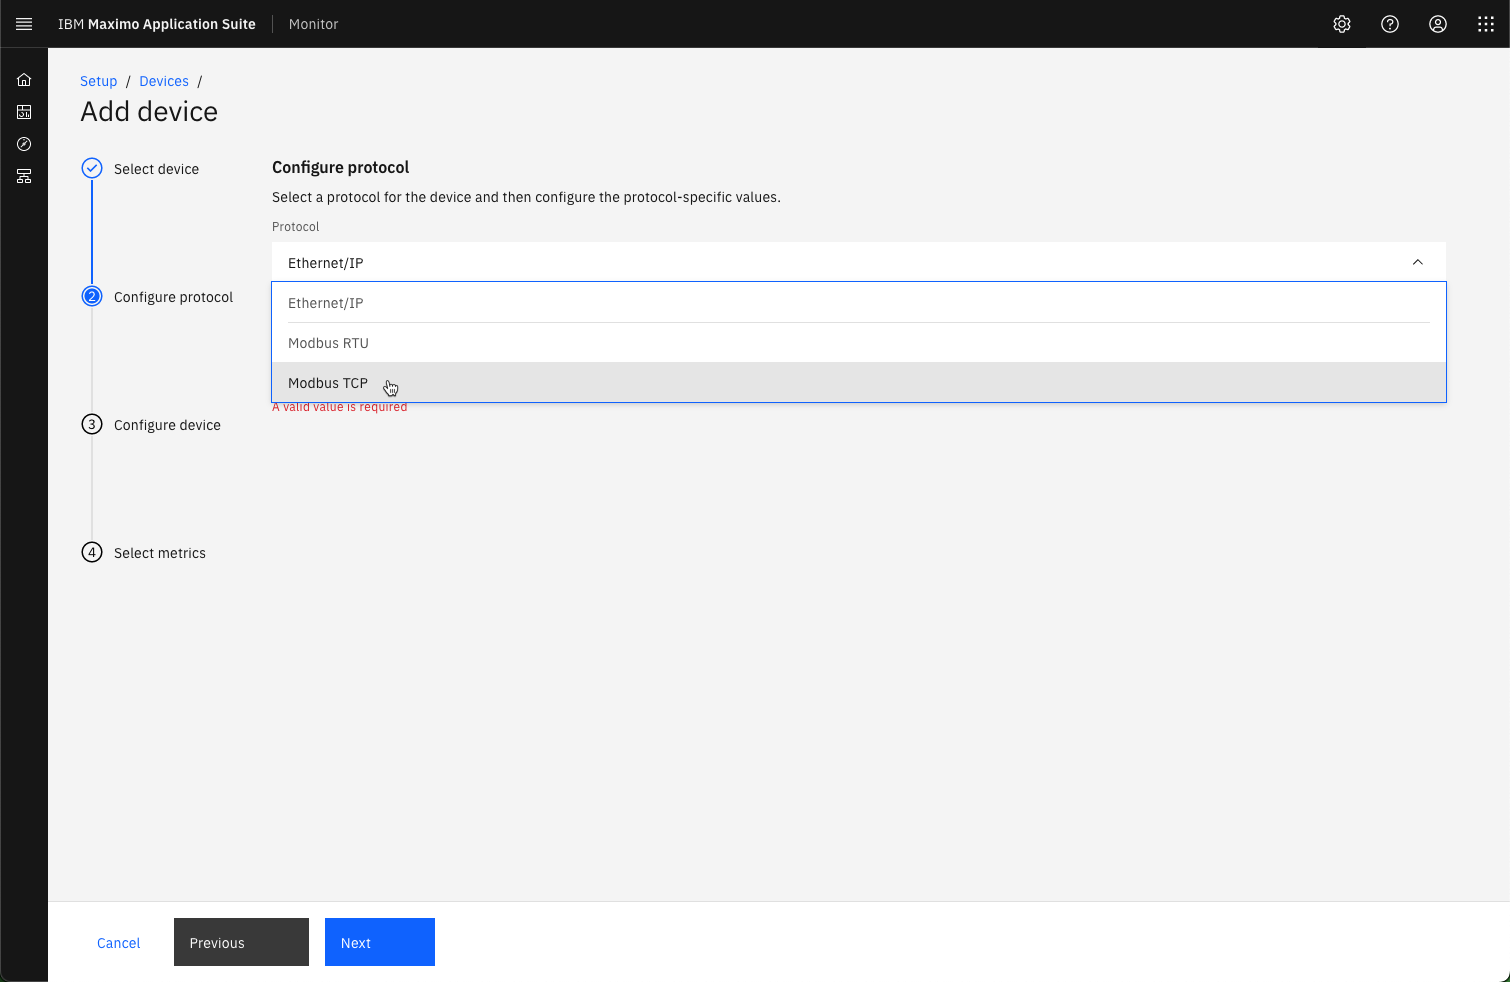 IBM Maximo Application Suite
Monitor
Setup / Devices /
Add device
Select device
2 Configure protocol
3 Configure device
4 Select metrics
Configure protocol
Select a protocol for the device and then configure the protocol-specific values.
Protocol
Ethernet/IP
Ethernet/IP
Modbus RTU
Modbus TCP
A valid value is required
Cancel
Previous
Next